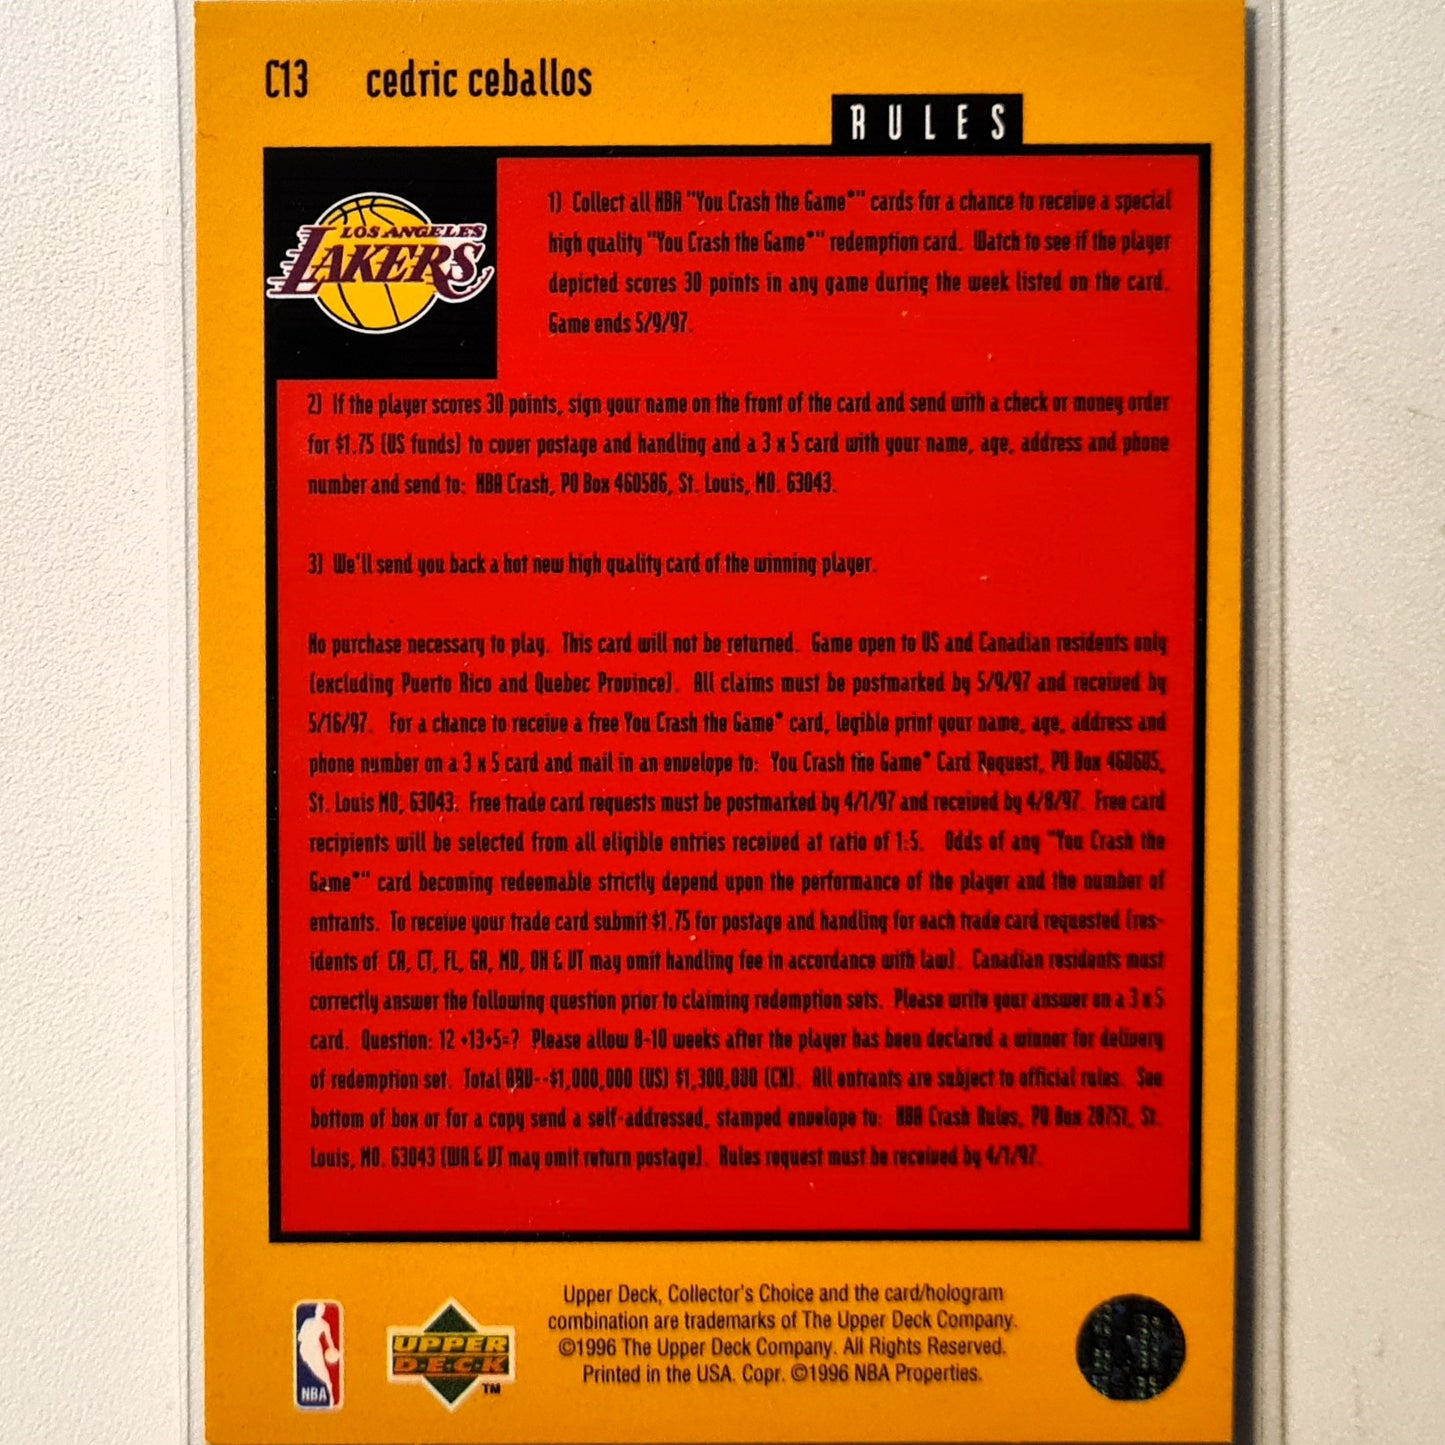 C13 cedric ceballos
RULES
LOS ANGELES
LAKERS
1) Collect all NBA "You Crash the Game*" cards for a chance to receive a special
high quality "You Crash the Game*" redemption card. Watch to see if the player
depicted scores 30 points in any game during the week listed on the card.
Game ends 5/9/97.
2) If the player scores 30 points, sign your name on the front of the card and send with a check or money order
for $1.75 (US funds) to cover postage and handling and a 3 x 5 card with your name, age, address and phone
number and send to: NBA Crash, PO Box 460586, St. Louis, MO. 63043.
3) We'll send you back a hot new high quality card of the winning player.
No purchase necessary to play. This card will not be returned. Game open to US and Canadian residents only
(excluding Puerto Rico and Quebec Province). All claims must be postmarked by 5/9/97 and received by
5/16/97. For a chance to receive a free You Crash the Game* card, legible print your name, age, address and
phone number on a 3 x 5 card and mail in an envelope to: You Crash the Game* Card Request, PO Box 460605,
St. Louis MO, 63043. Free trade card requests must be postmarked by 4/1/97 and received by 4/8/97. Free card
recipients will be selected from all eligible entries received at ratio of 1:5. Odds of any "You Crash the
Game*" card becoming redeemable strictly depend upon the performance of the player and the number of
entrants. To receive your trade card submit $1.75 for postage and handling for each trade card requested (res-
idents of CA, CT, FL, GA, MD, OH & VT may omit handling fee in accordance with law). Canadian residents must
correctly answer the following question prior to claiming redemption sets. Please write your answer on a 3 x 5
card. Question: 12 +13+5=? Please allow 8-10 weeks after the player has been declared a winner for delivery
of redemption set. Total ARV--$1,000,000 (US) $1,300,000 (CN). All entrants are subject to official rules. See
bottom of box or for a copy send a self-addressed, stamped envelope to: NBA Crash Rules, PO Box 28751, St.
Louis, MO. 63043 (WA & VT may omit return postage). Rules request must be received by 4/1/97.
NBA
UPPER
D·E·C·K
TM
Upper Deck, Collector's Choice and the card/hologram
combination are trademarks of The Upper Deck Company.
©1996 The Upper Deck Company. All Rights Reserved.
Printed in the USA. Copr. ©1996 NBA Properties.